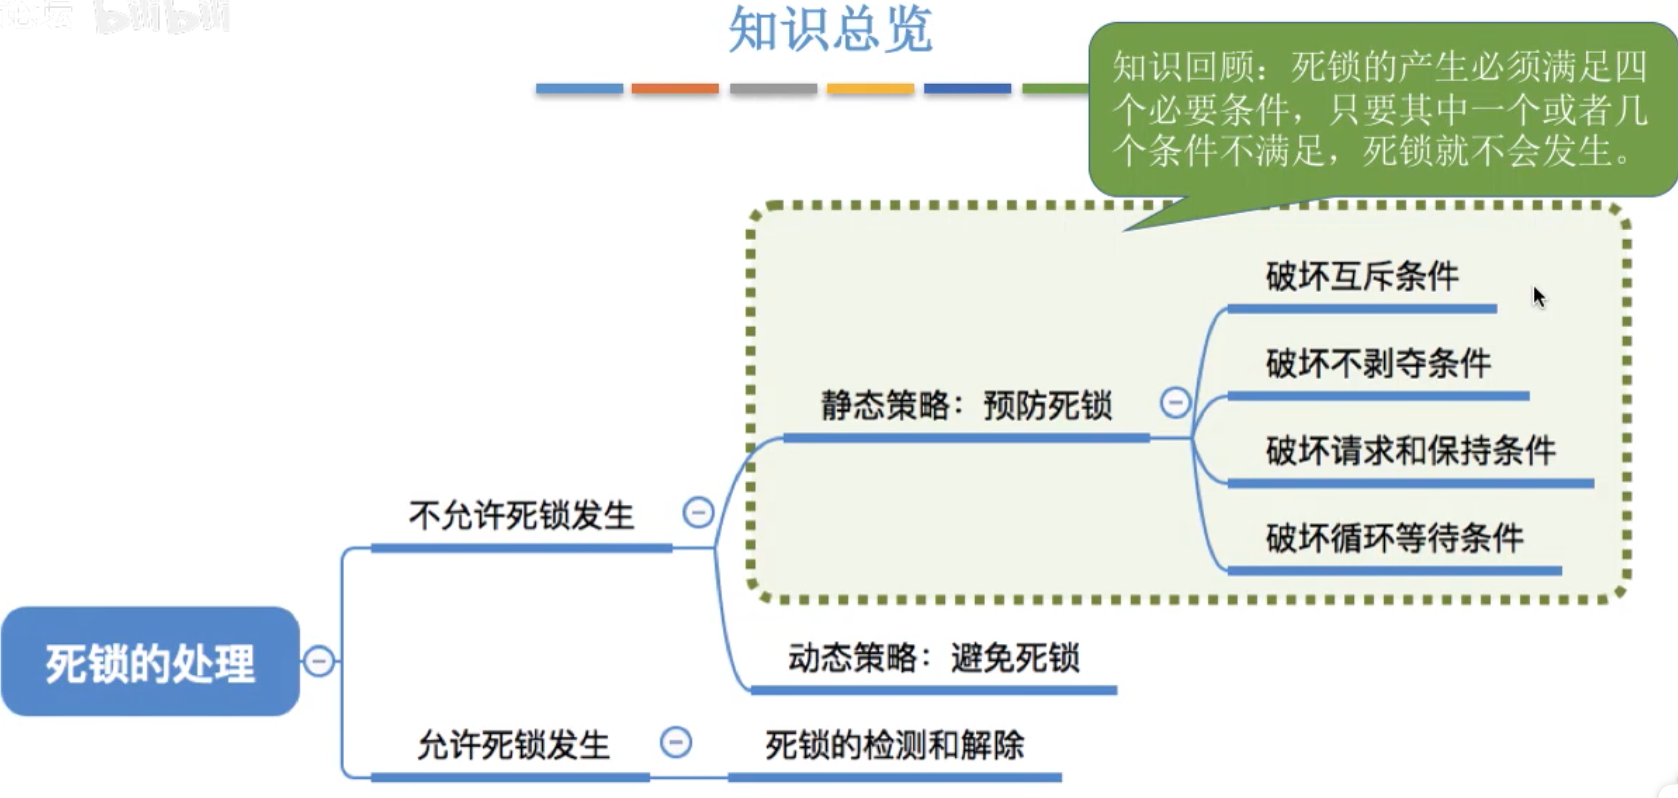 bilibili
知识总览
知识回顾：死锁的产生必须满足四
个必要条件，只要其中一个或者几
个条件不满足，死锁就不会发生。
破坏互斥条件
破坏不剥夺条件
静态策略：预防死锁
破坏请求和保持条件
不允许死锁发生
破坏循环等待条件
死锁的处理
动态策略：避免死锁
允许死锁发生
死锁的检测和解除